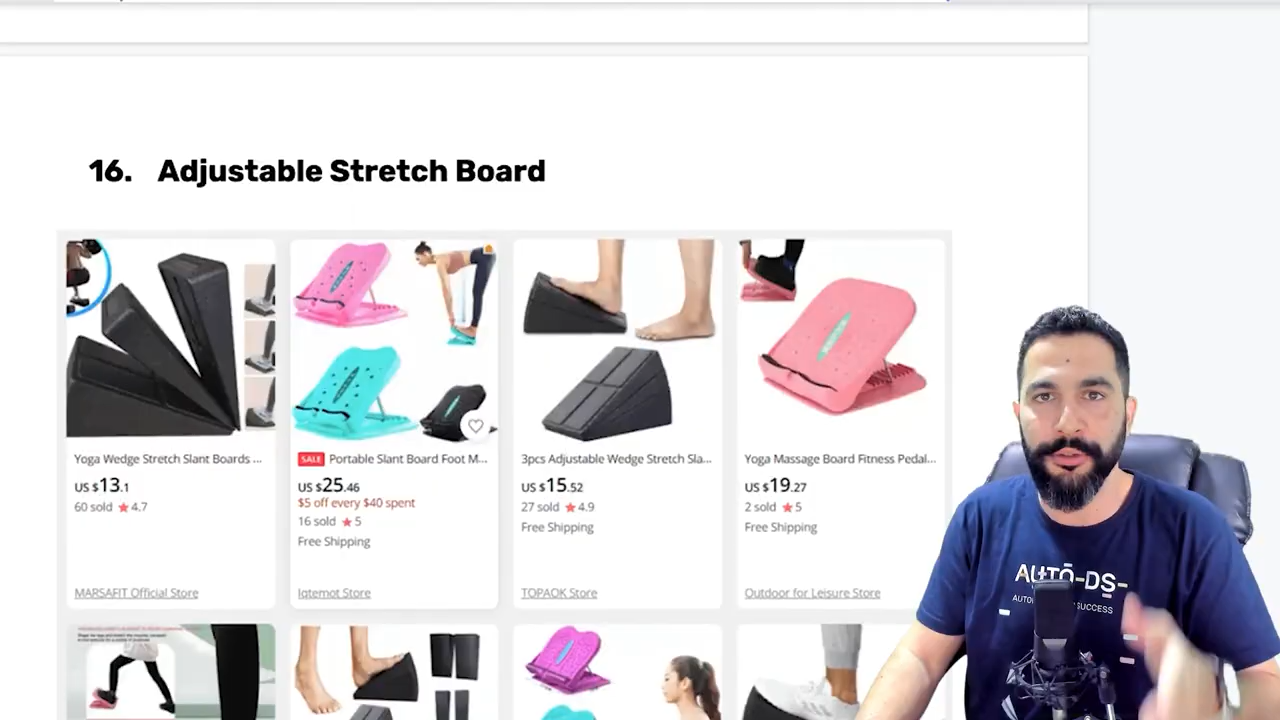 16. Adjustable Stretch Board
Yoga Wedge Stretch Slant Boards ...
US $13.1
60 sold ★ 4.7
MARSAFIT Official Store
SALE Portable Slant Board Foot M...
US $25.46
$5 off every $40 spent
16 sold ★ 5
Free Shipping
Iqtemot Store
3pcs Adjustable Wedge Stretch Sla...
US $15.52
27 sold ★ 4.9
Free Shipping
TOPAOK Store
Yoga Massage Board Fitness Pedal...
US $19.27
2 sold ★ 5
Free Shipping
Outdoor for Leisure Store
AUTO-DS-
SUCCESS